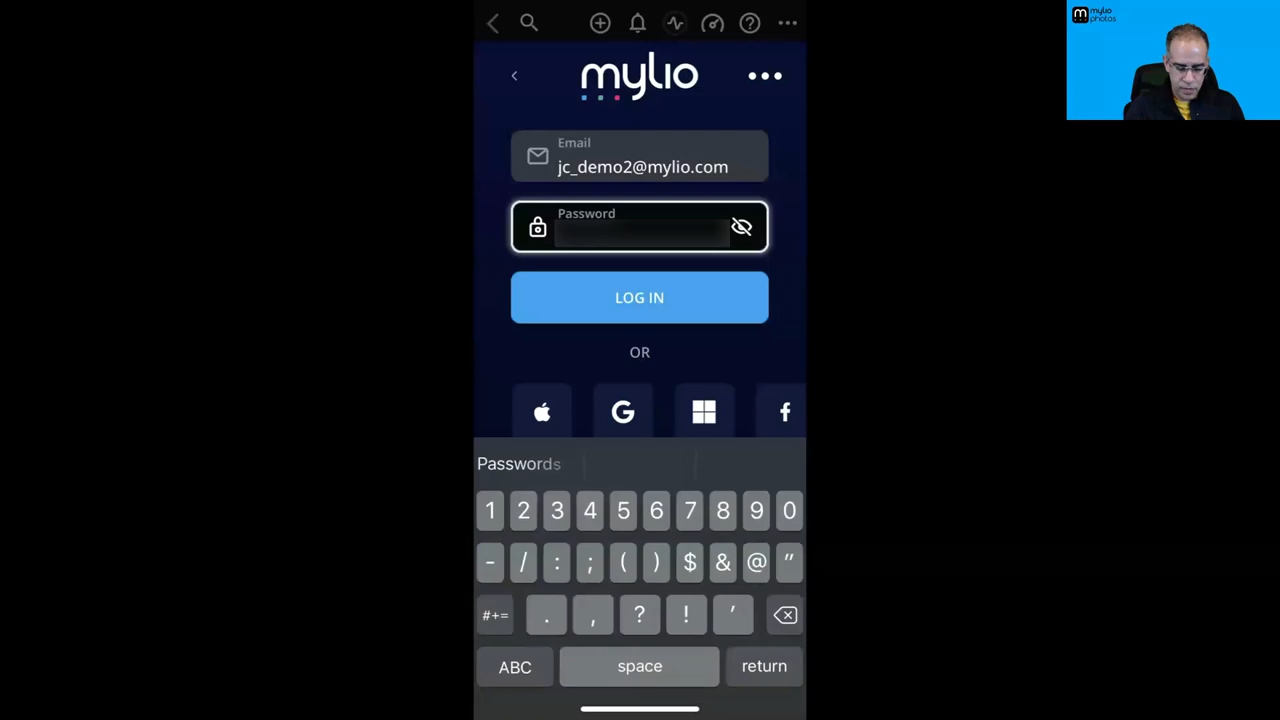 mylio
photos
mylio
Email
jc_demo2@mylio.com
Password
LOG IN
OR
Passwords
1 2 3 4 5 6 7 8 9 0
- / : ; ( ) $ & @ "
#+= . , ? ! '
ABC space return